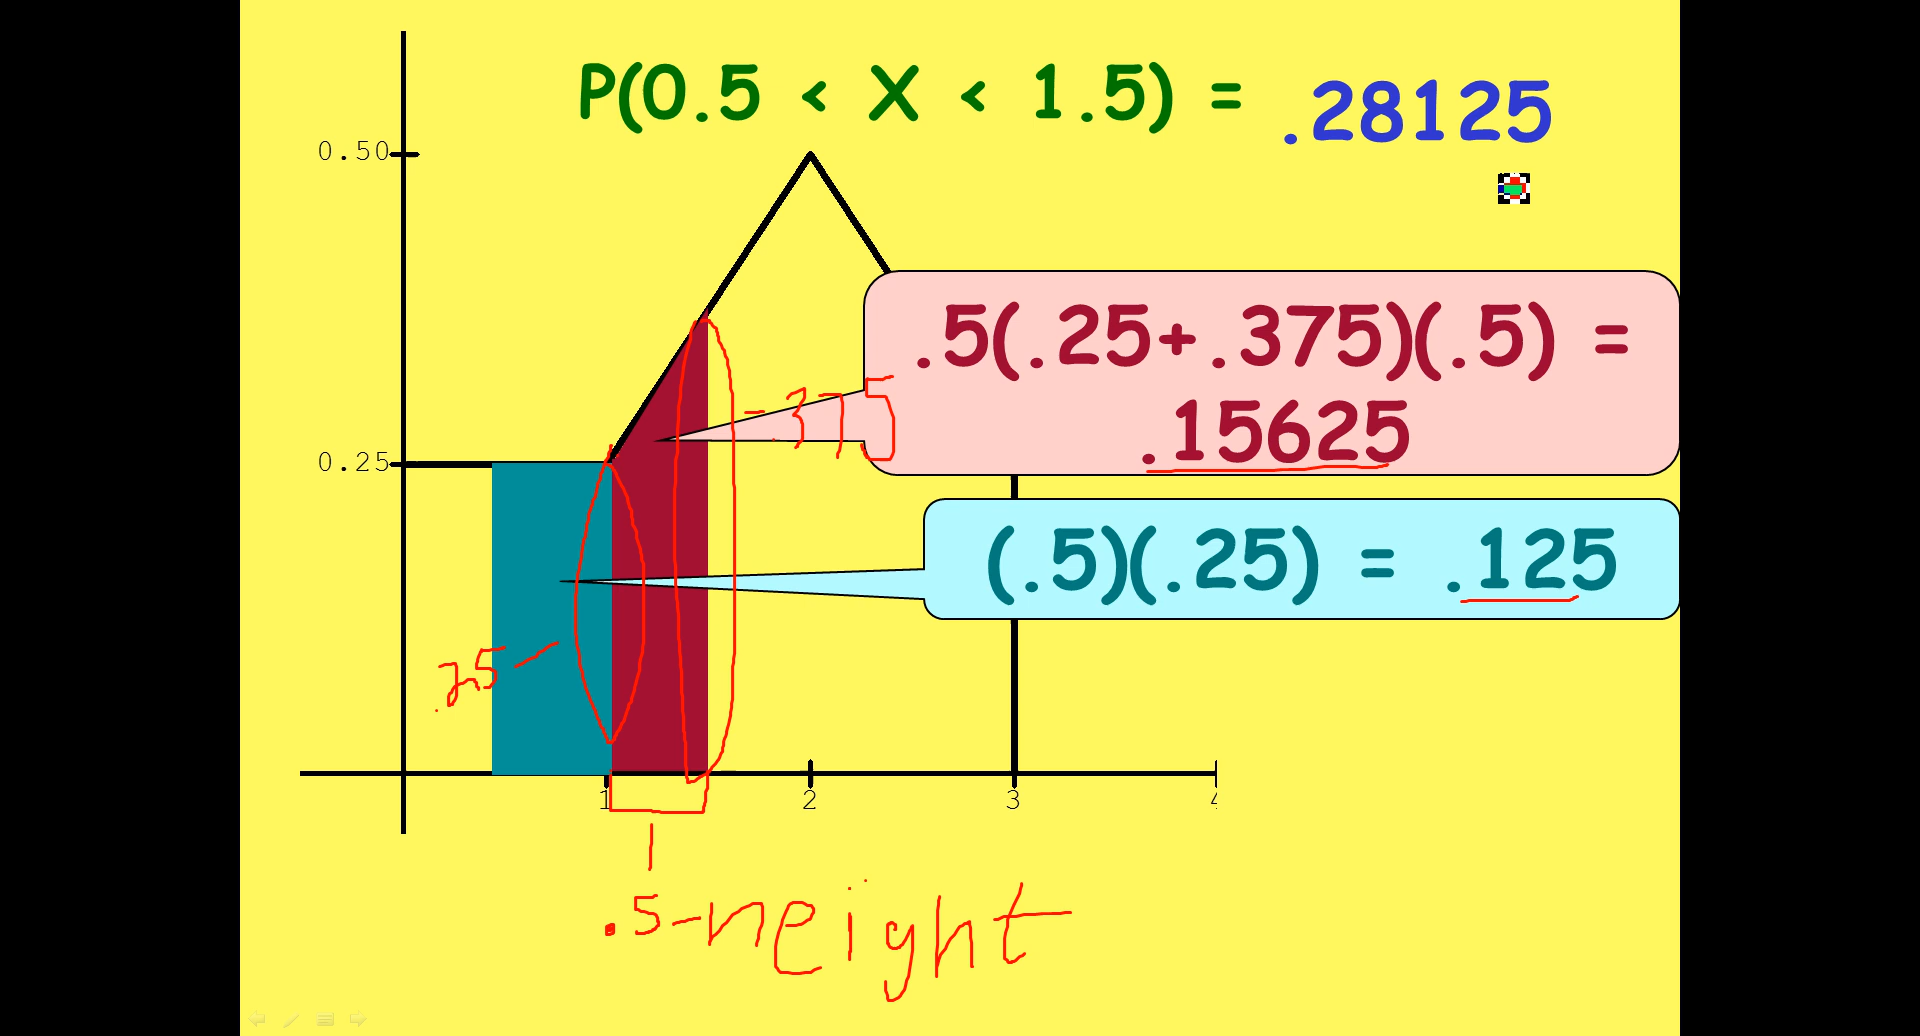 P(0.5 < X < 1.5) = .28125
0.50
.5(.25+.375)(.5) =
.15625
.375
0.25
(.5)(.25) = .125
.25
1 2 3 4
.5-height